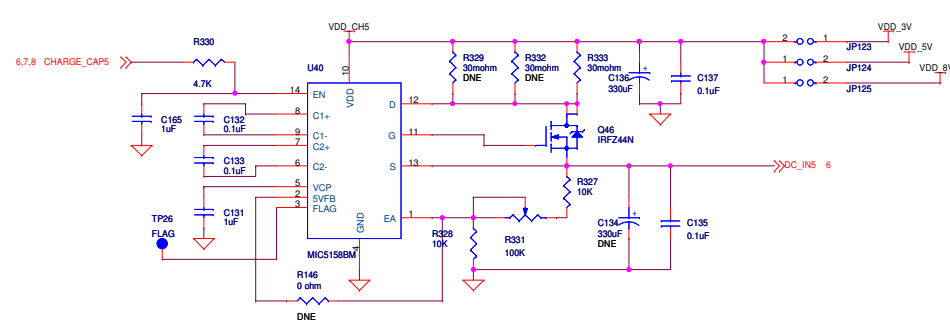 VDD_CH5
VDD_3V
VDD_5V
VDD_8V
6,7,8 CHARGE_CAP5
R330
4.7K
U40
10
VDD
R329
30mohm
DNE
R332
30mohm
DNE
R333
30mohm
C136
330uF
C137
0.1uF
2 1
JP123
1 2
JP124
1 2
JP125
C165
1uF
C132
0.1uF
C133
0.1uF
C131
1uF
14 EN
8 C1+
9 C1-
7 C2+
6 C2-
5 VCP
2 5VFB
3 FLAG
D 12
G 11
S 13
EA 1
GND
4
MIC5158BM
Q46
IRFZ44N
DC_IN5 6
R327
10K
R328
10K
R331
100K
C134
330uF
DNE
C135
0.1uF
TP26
FLAG
R146
0 ohm
DNE